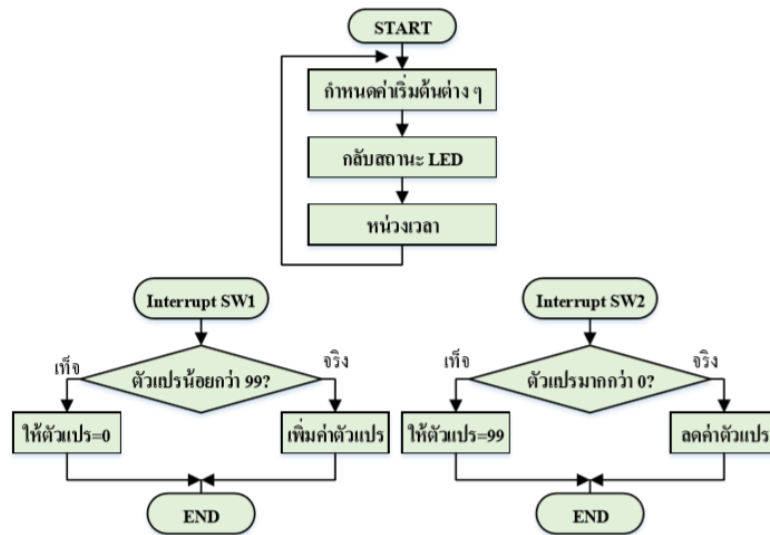 START
กำหนดค่าเริ่มต้นต่าง ๆ
กลับสถานะ LED
หน่วงเวลา
Interrupt SW1
เท็จ
จริง
ตัวแปรน้อยกว่า 99?
ให้ตัวแปร=0
เพิ่มค่าตัวแปร
END
Interrupt SW2
เท็จ
จริง
ตัวแปรมากกว่า 0?
ให้ตัวแปร=99
ลดค่าตัวแปร
END